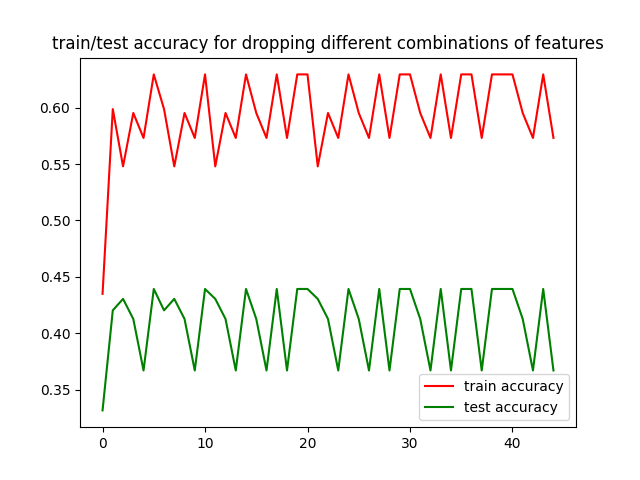 train/test accuracy for dropping different combinations of features
0.60
0.55
0.50
0.45
0.40
0.35
train accuracy
test accuracy
0 10 20 30 40